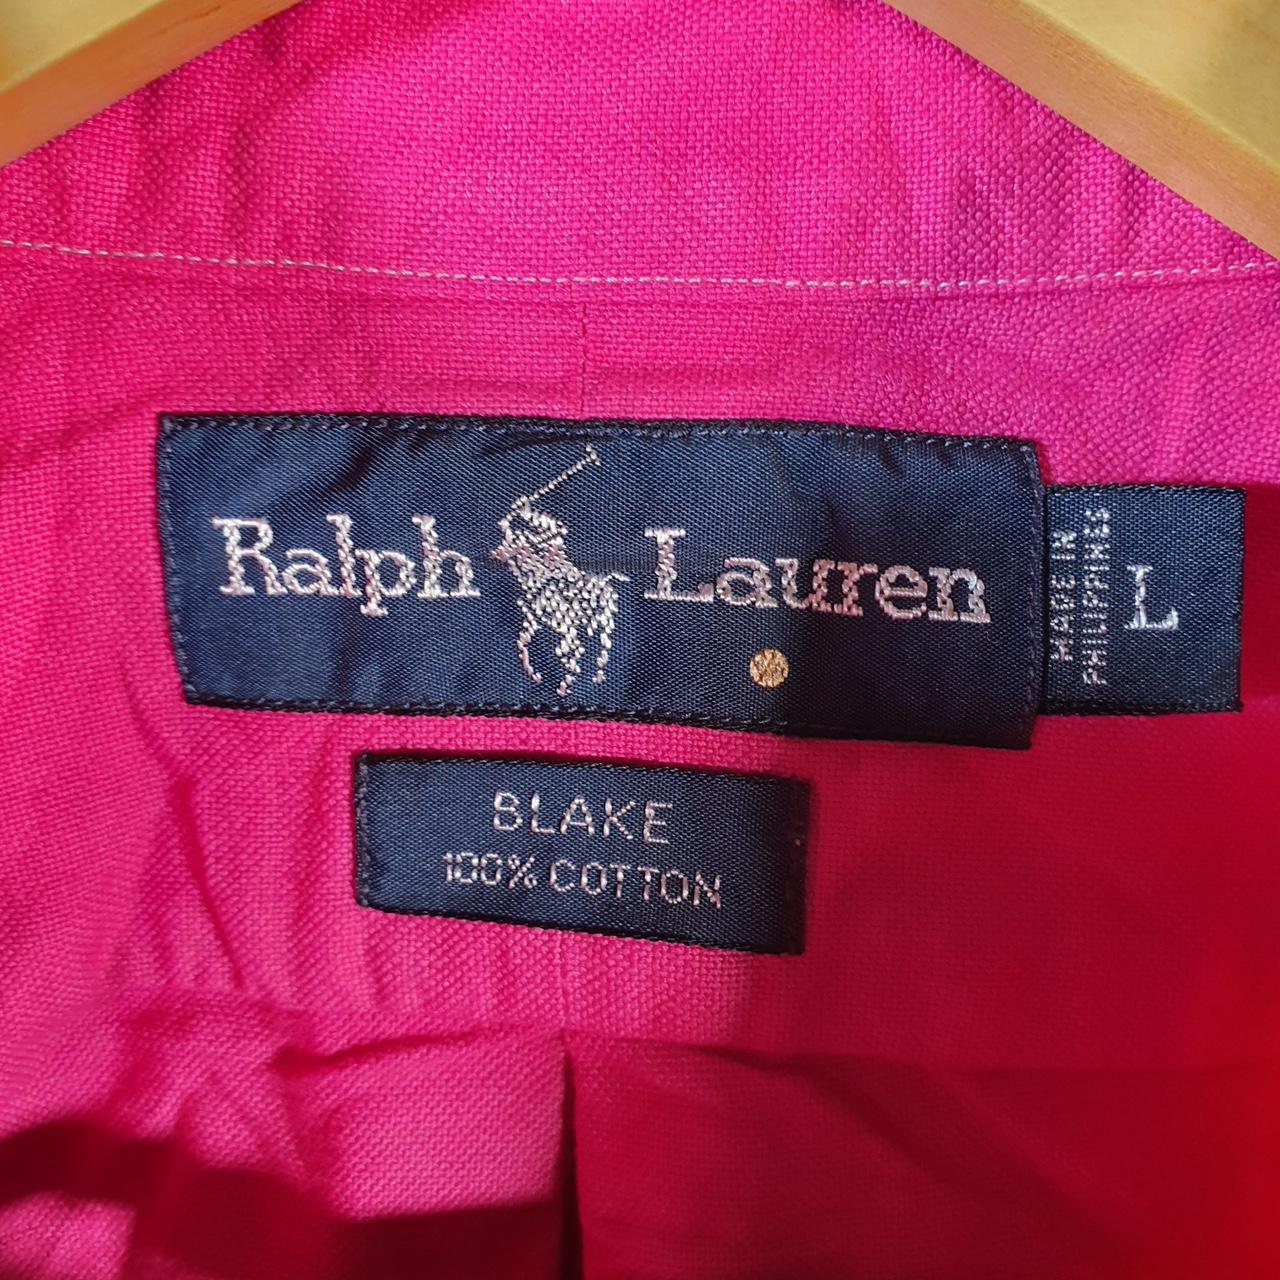 Ralph Lauren
MADE IN
PHILIPPINES
L
BLAKE
100% COTTON